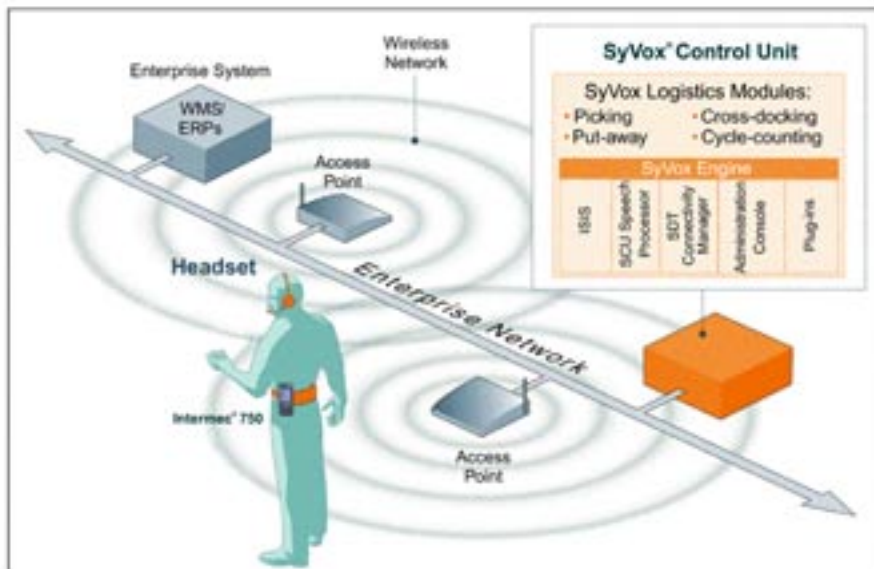 Wireless
Network
Enterprise System
WMS/
ERPs
Access
Point
Headset
Enterprise Network
Intermec® 750
Access
Point
SyVox® Control Unit
SyVox Logistics Modules:
• Picking
• Cross-docking
• Put-away
• Cycle-counting
SyVox Engine
ISIS
SCU Speech
Processor
SDT
Connectivity
Manager
Administration
Console
Plug-ins